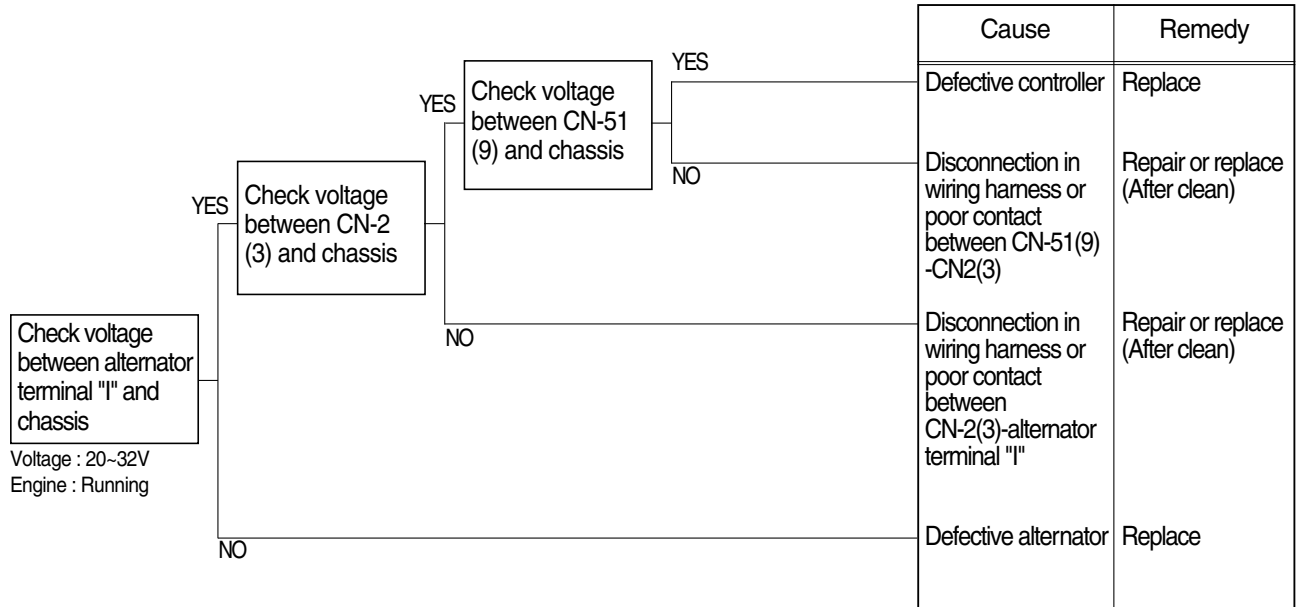 Cause
Remedy
YES
Defective controller
Replace
YES
Check voltage
between CN-51
(9) and chassis
NO
Disconnection in
wiring harness or
poor contact
between CN-51(9)
-CN2(3)
Repair or replace
(After clean)
YES
Check voltage
between CN-2
(3) and chassis
NO
Disconnection in
wiring harness or
poor contact
between
CN-2(3)-alternator
terminal "I"
Repair or replace
(After clean)
Check voltage
between alternator
terminal "I" and
chassis
Voltage : 20~32V
Engine : Running
NO
Defective alternator
Replace